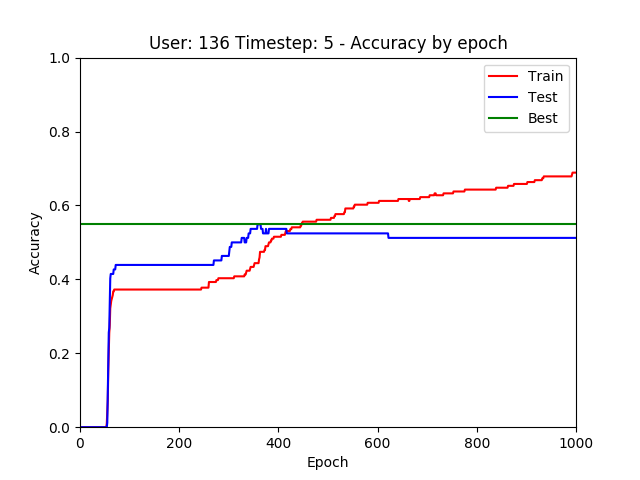 User: 136 Timestep: 5 - Accuracy by epoch
1.0
0.8
0.6
0.4
0.2
0.0
Accuracy
Train
Test
Best
0 200 400 600 800 1000
Epoch